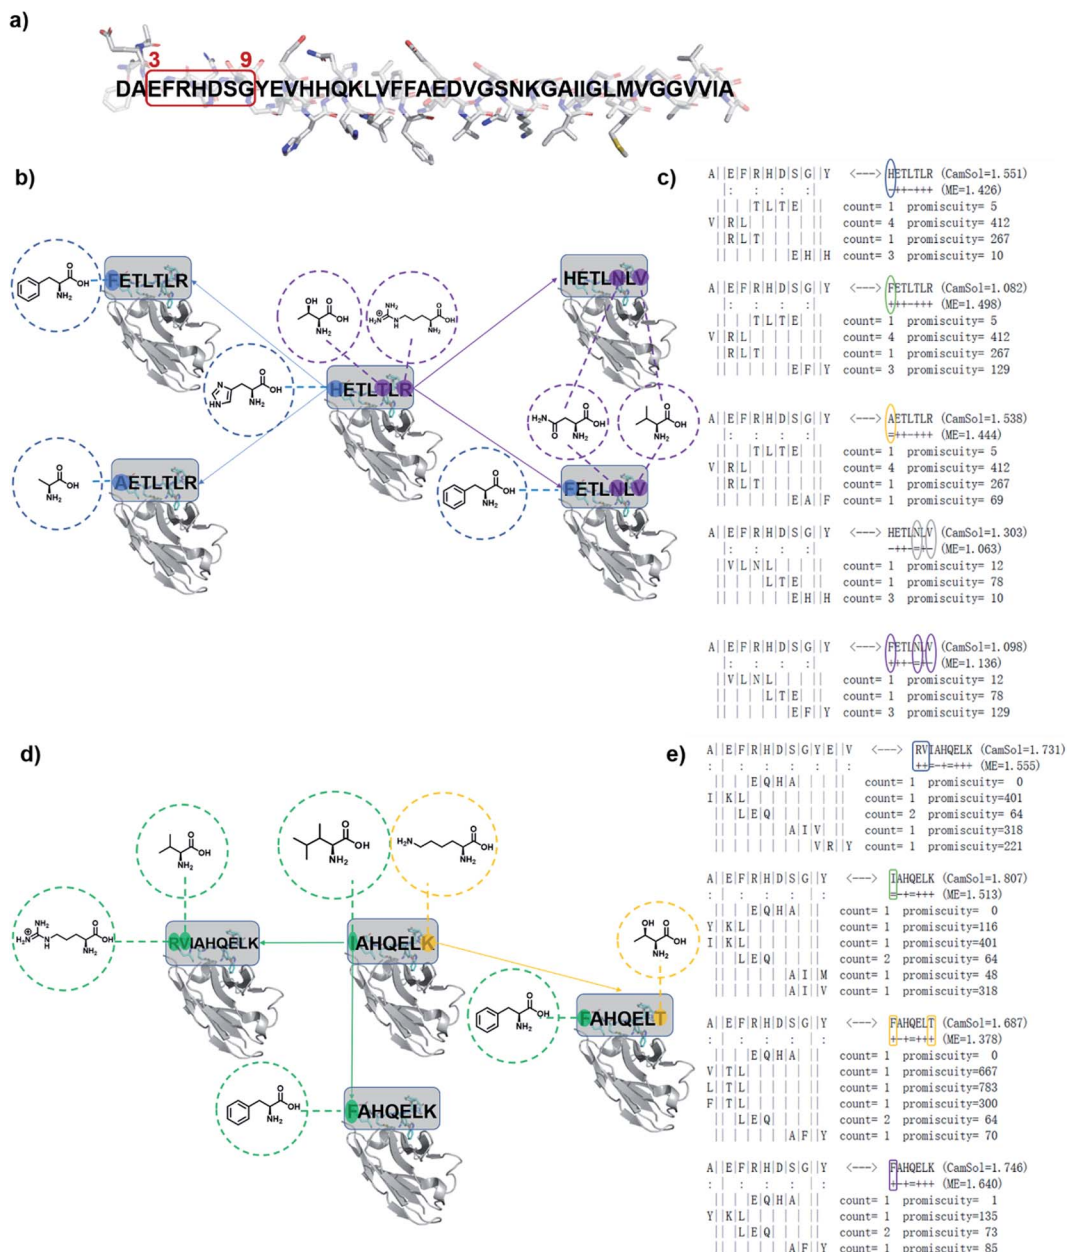 a)
3 9
DAEFRHDSGYEVHHQKLVFFAEDVGSNKGAIIGLMVGGVVIA
b)
FETLTLR
HETLNLV
HETLTLR
AETLTLR
FETLNLV
c)
A||E|F|R|H|D|S|G||Y <---> HETLTLR (CamSol=1.551)
-++-+++ (ME=1.426)
T|L|T|E count= 1 promiscuity= 5
V||R|L count= 4 promiscuity= 412
R|L|T count= 1 promiscuity= 267
E|H||H count= 3 promiscuity= 10
A||E|F|R|H|D|S|G||Y <---> FETLTLR (CamSol=1.082)
(ME=1.498)
T|L|T|E count= 1 promiscuity= 5
V||R|L count= 4 promiscuity= 412
R|L|T count= 1 promiscuity= 267
E|F||Y count= 3 promiscuity= 129
A||E|F|R|H|D|S|G||Y <---> AETLTLR (CamSol=1.538)
(ME=1.444)
T|L|T|E count= 1 promiscuity= 5
V||R|L count= 4 promiscuity= 412
R|L|T count= 1 promiscuity= 267
E|A||F count= 1 promiscuity= 69
A||E|F|R|H|D|S|G||Y <---> HETLNLV (CamSol=1.303)
(ME=1.063)
V|L|N|L count= 1 promiscuity= 12
L|T|E count= 1 promiscuity= 78
E|H||H count= 3 promiscuity= 10
A||E|F|R|H|D|S|G||Y <---> FETLNLV (CamSol=1.098)
(ME=1.136)
V|L|N|L count= 1 promiscuity= 12
L|T|E count= 1 promiscuity= 78
E|F||Y count= 3 promiscuity= 129
d)
RVIAHQELK
IAHQELK
FAHQELT
FAHQELK
e)
A||E|F|R|H|D|S|G|Y|E||V <---> RVIAHQELK (CamSol=1.731)
(ME=1.555)
E|Q|H|A count= 1 promiscuity= 0
I||K|L count= 1 promiscuity=401
L|E|Q count= 2 promiscuity= 64
A|I|V count= 1 promiscuity=318
V|R||Y count= 1 promiscuity=221
A||E|F|R|H|D|S|G||Y <---> IAHQELK (CamSol=1.807)
(ME=1.513)
E|Q|H|A count= 1 promiscuity= 0
Y||K|L count= 1 promiscuity=116
I||K|L count= 1 promiscuity=401
L|E|Q count= 2 promiscuity= 64
A|I||M count= 1 promiscuity= 48
A|I||V count= 1 promiscuity=318
A||E|F|R|H|D|S|G||Y <---> FAHQELT (CamSol=1.687)
(ME=1.378)
E|Q|H|A count= 1 promiscuity= 0
V||T|L count= 1 promiscuity=667
L||T|L count= 1 promiscuity=783
F||T|L count= 1 promiscuity=300
L|E|Q count= 2 promiscuity= 64
A|F||Y count= 1 promiscuity= 70
A||E|F|R|H|D|S|G||Y <---> FAHQELK (CamSol=1.746)
(ME=1.640)
E|Q|H|A count= 1 promiscuity= 1
Y||K|L count= 1 promiscuity=135
L|E|Q count= 2 promiscuity= 73
A|F||Y count= 1 promiscuity= 85